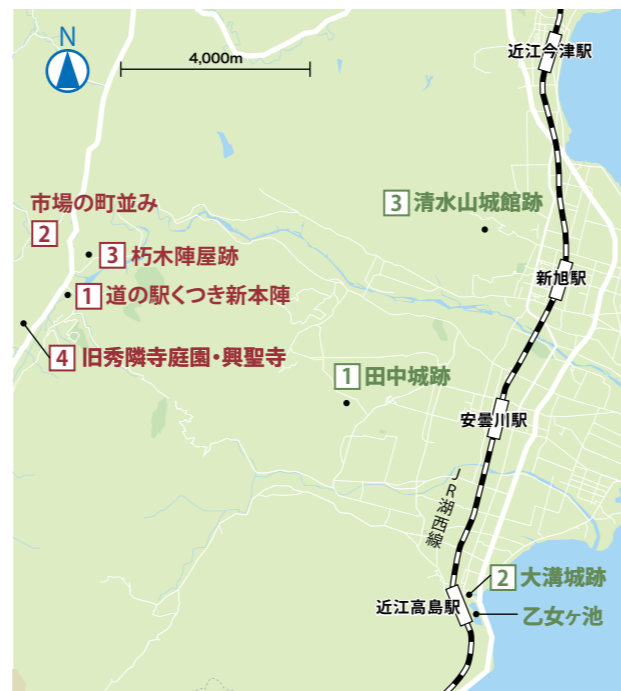 N
4,000m
近江今津駅
市場の町並み
2
3 清水山城館跡
3 朽木陣屋跡
新旭駅
1 道の駅くつき新本陣
4 旧秀隣寺庭園・興聖寺
1 田中城跡
安曇川駅
JR湖西線
2 大溝城跡
近江高島駅
乙女ヶ池